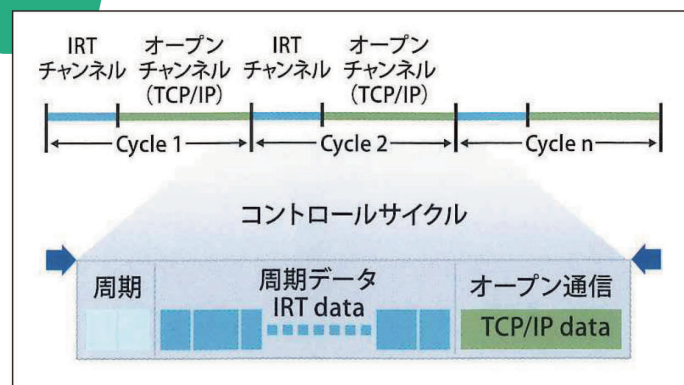 IRT
チャンネル
オープン
チャンネル
(TCP/IP)
IRT
チャンネル
オープン
チャンネル
(TCP/IP)
Cycle 1
Cycle 2
Cycle n
コントロールサイクル
周期
周期データ
IRT data
オープン通信
TCP/IP data